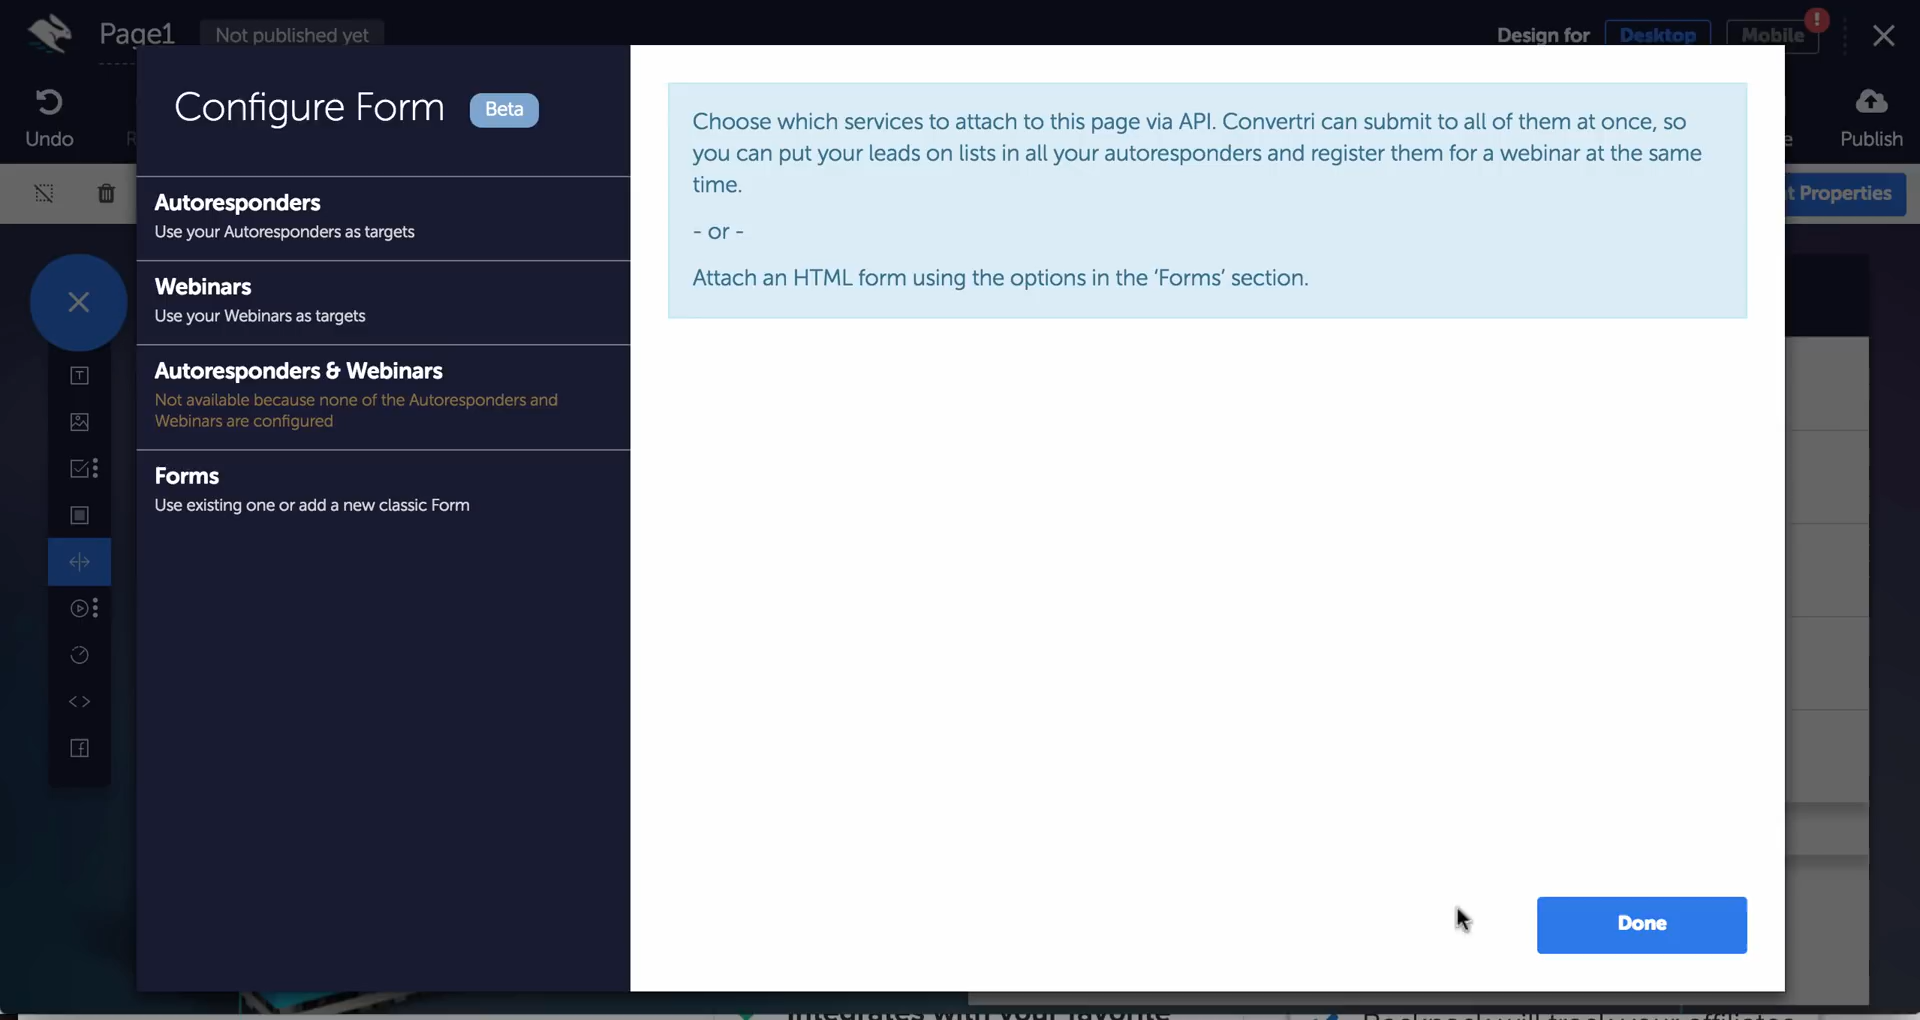 Page1
Not published yet
Design for
Desktop
Mobile
!
Undo
Publish
t Properties
Configure Form
Beta
Autoresponders
Use your Autoresponders as targets
Webinars
Use your Webinars as targets
Autoresponders & Webinars
Not available because none of the Autoresponders and
Webinars are configured
Forms
Use existing one or add a new classic Form
Choose which services to attach to this page via API. Convertri can submit to all of them at once, so
you can put your leads on lists in all your autoresponders and register them for a webinar at the same
time.
- or -
Attach an HTML form using the options in the ‘Forms’ section.
Done
Integrates with your favorite